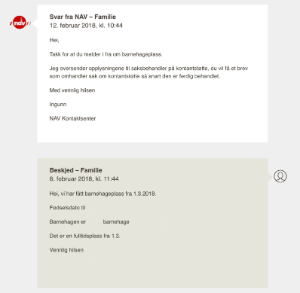 nav
Svar fra NAV – Familie
12. februar 2018, kl. 10:44
Hei,
Takk for at du melder i fra om barnehageplass.
Jeg oversender opplysningene til saksbehandler på kontantstøtte, du vil få et brev
som omhandler sak om kontantstøtte så snart den er ferdig behandlet.
Med vennlig hilsen
Ingunn
NAV Kontaktsenter
Beskjed – Familie
8. februar 2018, kl. 11:44
Hei, vi har fått barnehageplass fra 1.3.2018.
Fødselsdato til
Barnehagen er barnehage
Det er en fulltidsplass fra 1.3.
Vennlig hilsen